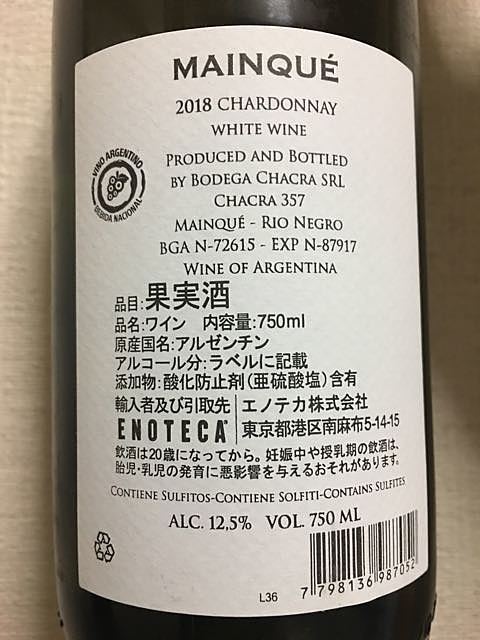 MAINQUÉ
2018 CHARDONNAY
WHITE WINE
VINO ARGENTINO
BEBIDA NACIONAL
PRODUCED AND BOTTLED
BY BODEGA CHACRA SRL
CHACRA 357
MAINQUÉ - RIO NEGRO
BGA N-72615 - EXP N-87917
WINE OF ARGENTINA
品目:果実酒
品名:ワイン 内容量:750ml
原産国名:アルゼンチン
アルコール分:ラベルに記載
添加物:酸化防止剤(亜硫酸塩)含有
輸入者及び引取先 エノテカ株式会社
ENOTECA 東京都港区南麻布5-14-15
飲酒は20歳になってから。妊娠中や授乳期の飲酒は、
胎児・乳児の発育に悪影響を与えるおそれがあります。
CONTIENE SULFITOS-CONTIENE SOLFITI-CONTAINS SULFITES
ALC. 12,5% VOL. 750 ML
L36
7 798136 987052